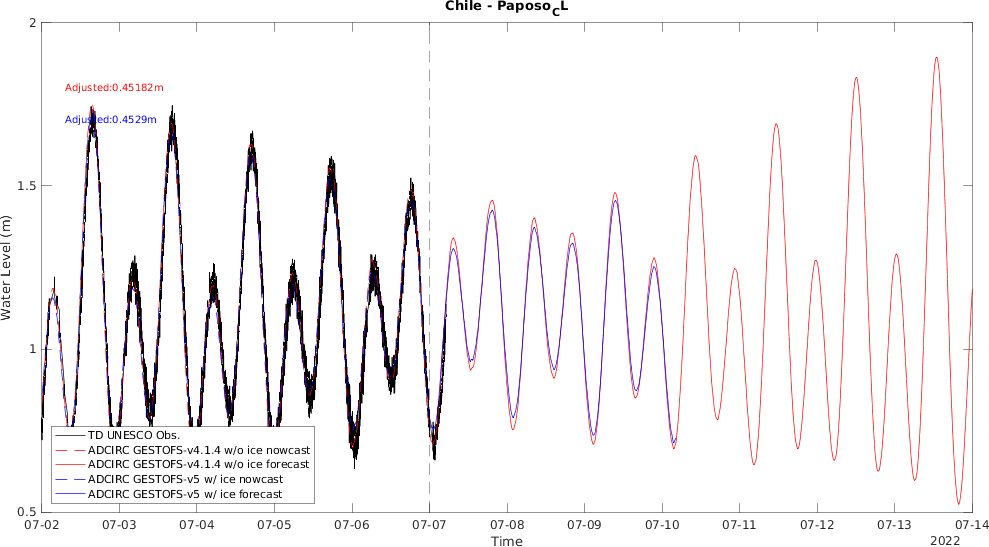 Chile - Paposo_CL
2
Adjusted:0.45182m
Adjusted:0.4529m
1.5
Water Level (m)
1
TD UNESCO Obs.
ADCIRC GESTOFS-v4.1.4 w/o ice nowcast
ADCIRC GESTOFS-v4.1.4 w/o ice forecast
ADCIRC GESTOFS-v5 w/ ice nowcast
ADCIRC GESTOFS-v5 w/ ice forecast
0.5
07-02 07-03 07-04 07-05 07-06 07-07 07-08 07-09 07-10 07-11 07-12 07-13 07-14
Time
2022